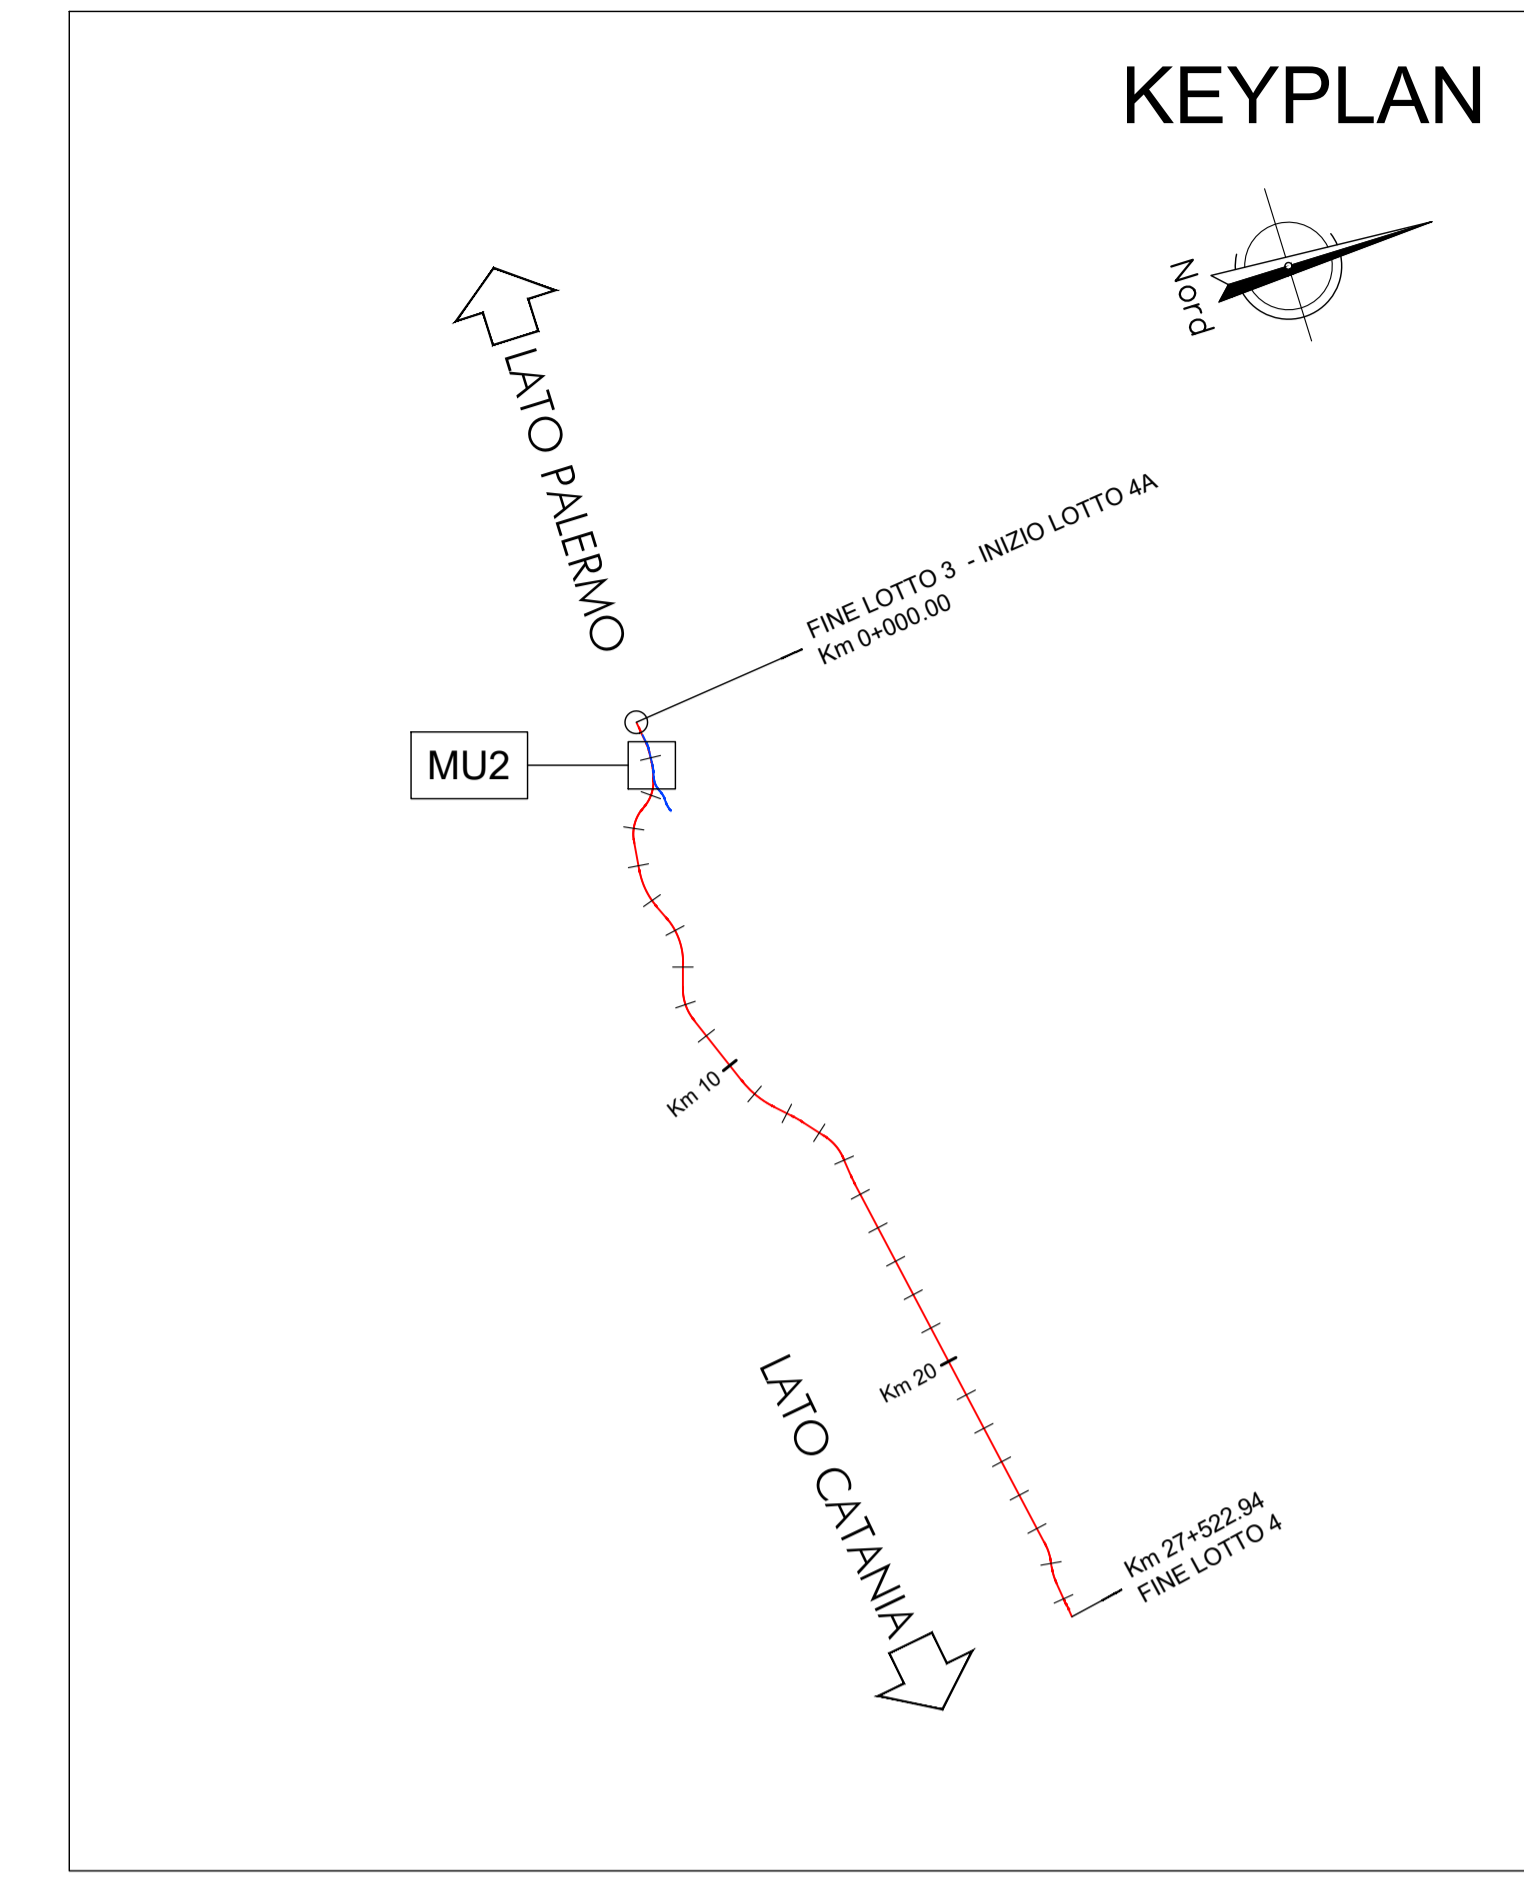 KEYPLAN
Nord
LATO PALERMO
FINE LOTTO 3 - INIZIO LOTTO 4A
Km 0+000.00
MU2
Km 10
Km 20
LATO CATANIA
Km 27+522.94
FINE LOTTO 4